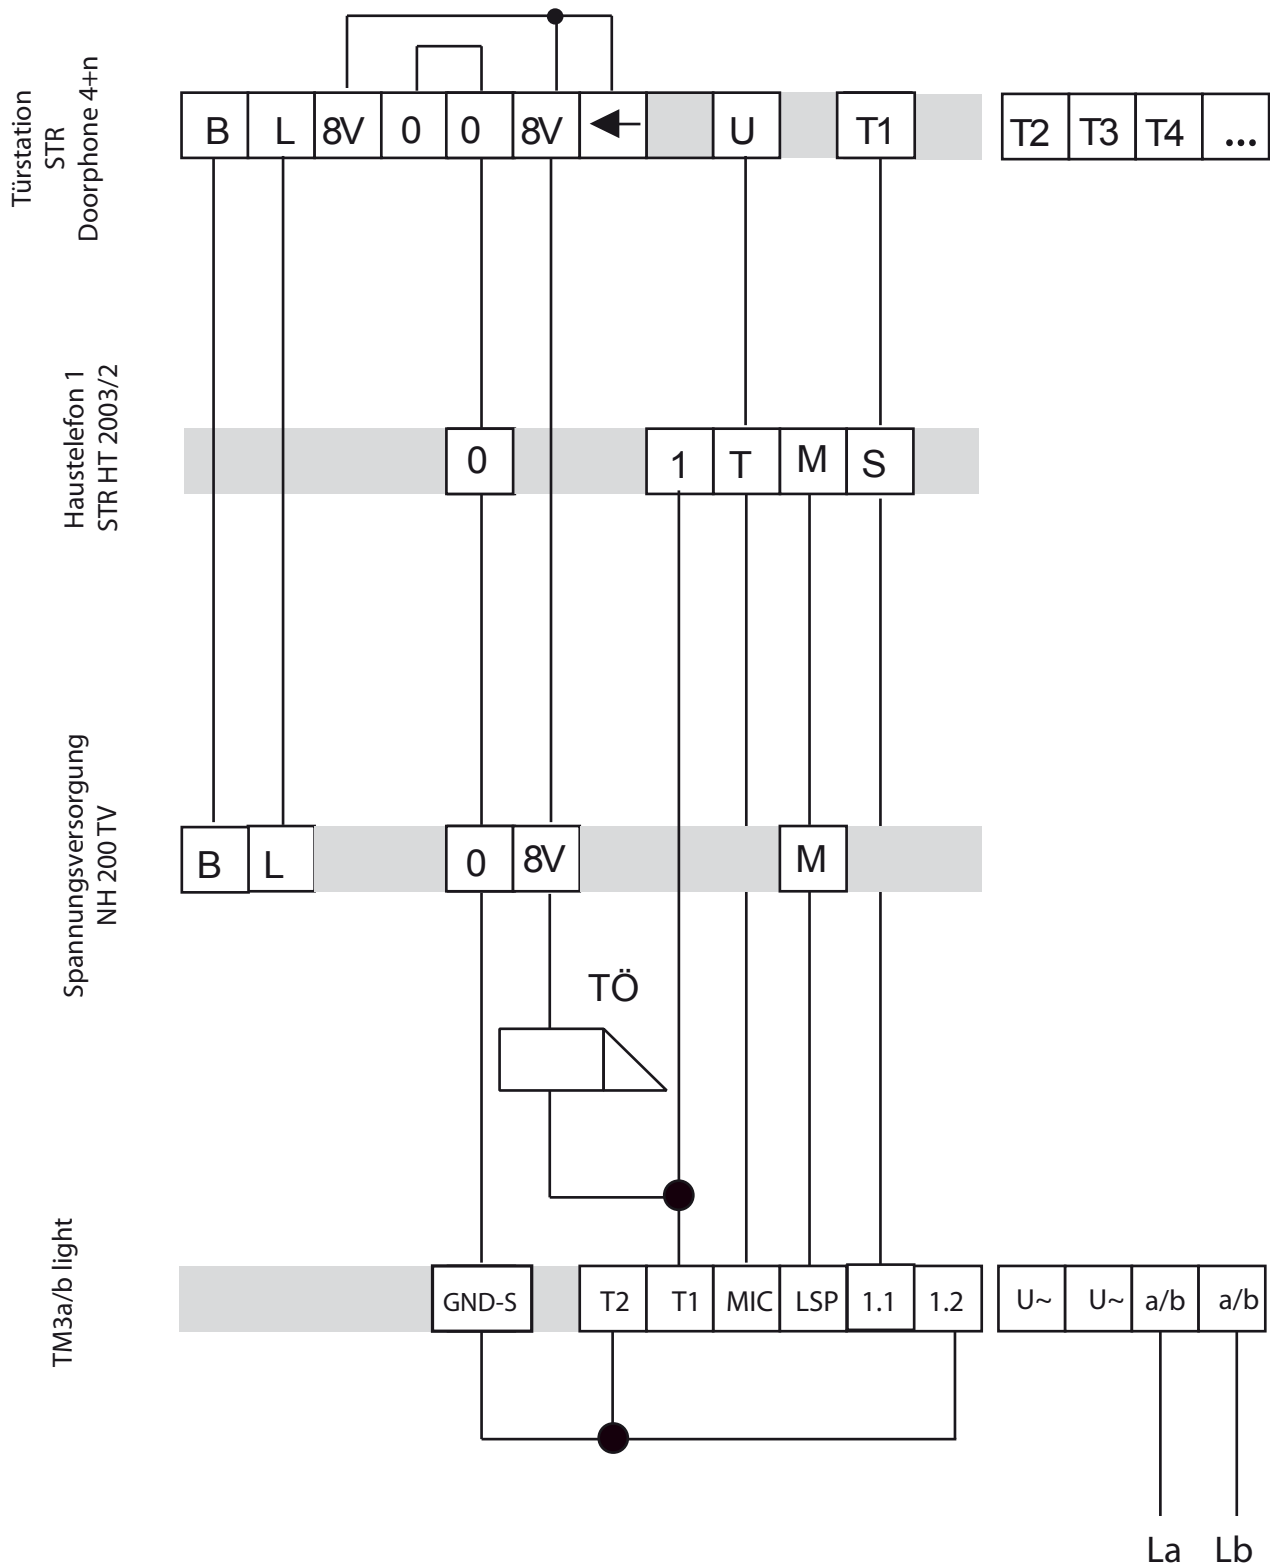 Türstation
STR
Doorphone 4+n
B L 8V 0 0 8V U T1 T2 T3 T4 ...
Haustelefon 1
STR HT 2003/2
0 1 T M S
Spannungsversorgung
NH 200 TV
B L 0 8V M
TÖ
TM3a/b light
GND-S T2 T1 MIC LSP 1.1 1.2 U~ U~ a/b a/b
La Lb